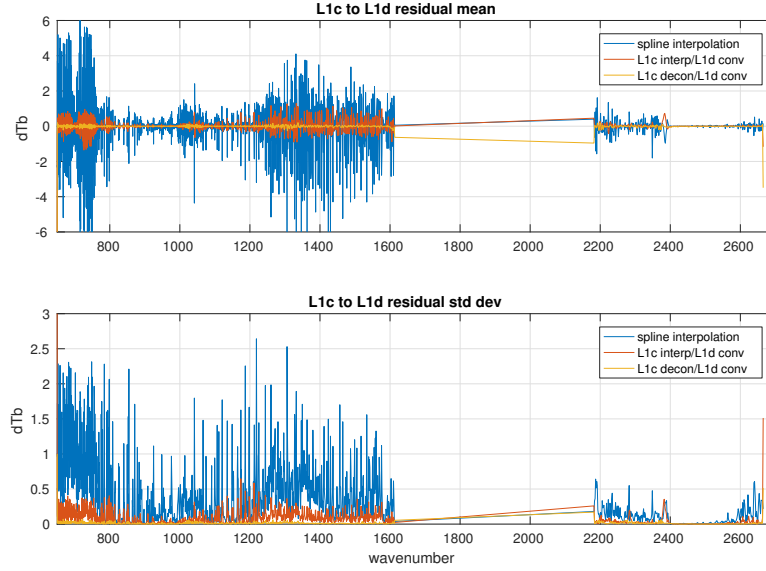 L1c to L1d residual mean
6
4
2
0
-2
-4
-6
dTb
spline interpolation
L1c interp/L1d conv
L1c decon/L1d conv
800 1000 1200 1400 1600 1800 2000 2200 2400 2600
L1c to L1d residual std dev
3
2.5
2
1.5
1
0.5
0
dTb
spline interpolation
L1c interp/L1d conv
L1c decon/L1d conv
800 1000 1200 1400 1600 1800 2000 2200 2400 2600
wavenumber